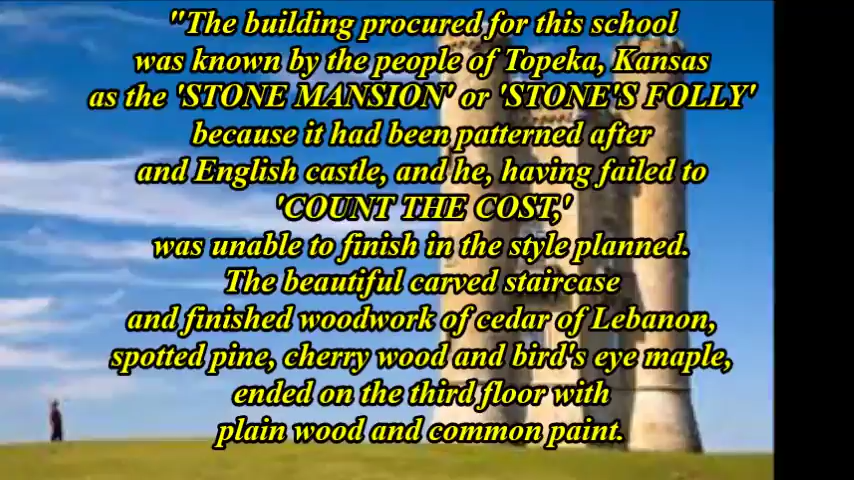 "The building procured for this school
was known by the people of Topeka, Kansas
as the 'STONE MANSION' or 'STONE'S FOLLY'
because it had been patterned after
and English castle, and he, having failed to
'COUNT THE COST,'
was unable to finish in the style planned.
The beautiful carved staircase
and finished woodwork of cedar of Lebanon,
spotted pine, cherry wood and bird's eye maple,
ended on the third floor with
plain wood and common paint.